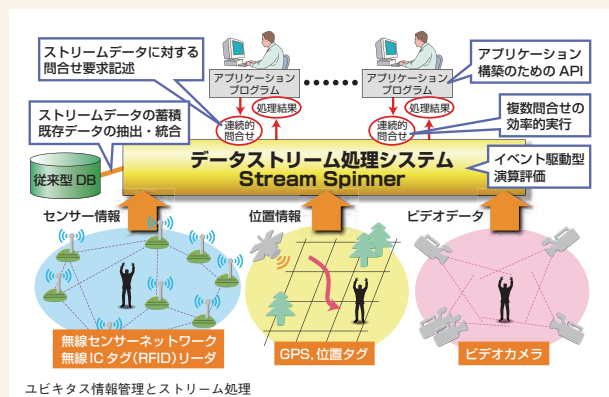 ストリームデータに対する
問合せ要求記述
アプリケーション
プログラム
アプリケーション
プログラム
アプリケーション
構築のための API
ストリームデータの蓄積
既存データの抽出・統合
処理結果
連続的
問合せ
処理結果
連続的
問合せ
複数問合せの
効率的実行
従来型 DB
データストリーム処理システム
Stream Spinner
イベント駆動型
演算評価
センサー情報
位置情報
ビデオデータ
無線センサーネットワーク
無線 IC タグ(RFID)リーダ
GPS, 位置タグ
ビデオカメラ
ユビキタス情報管理とストリーム処理